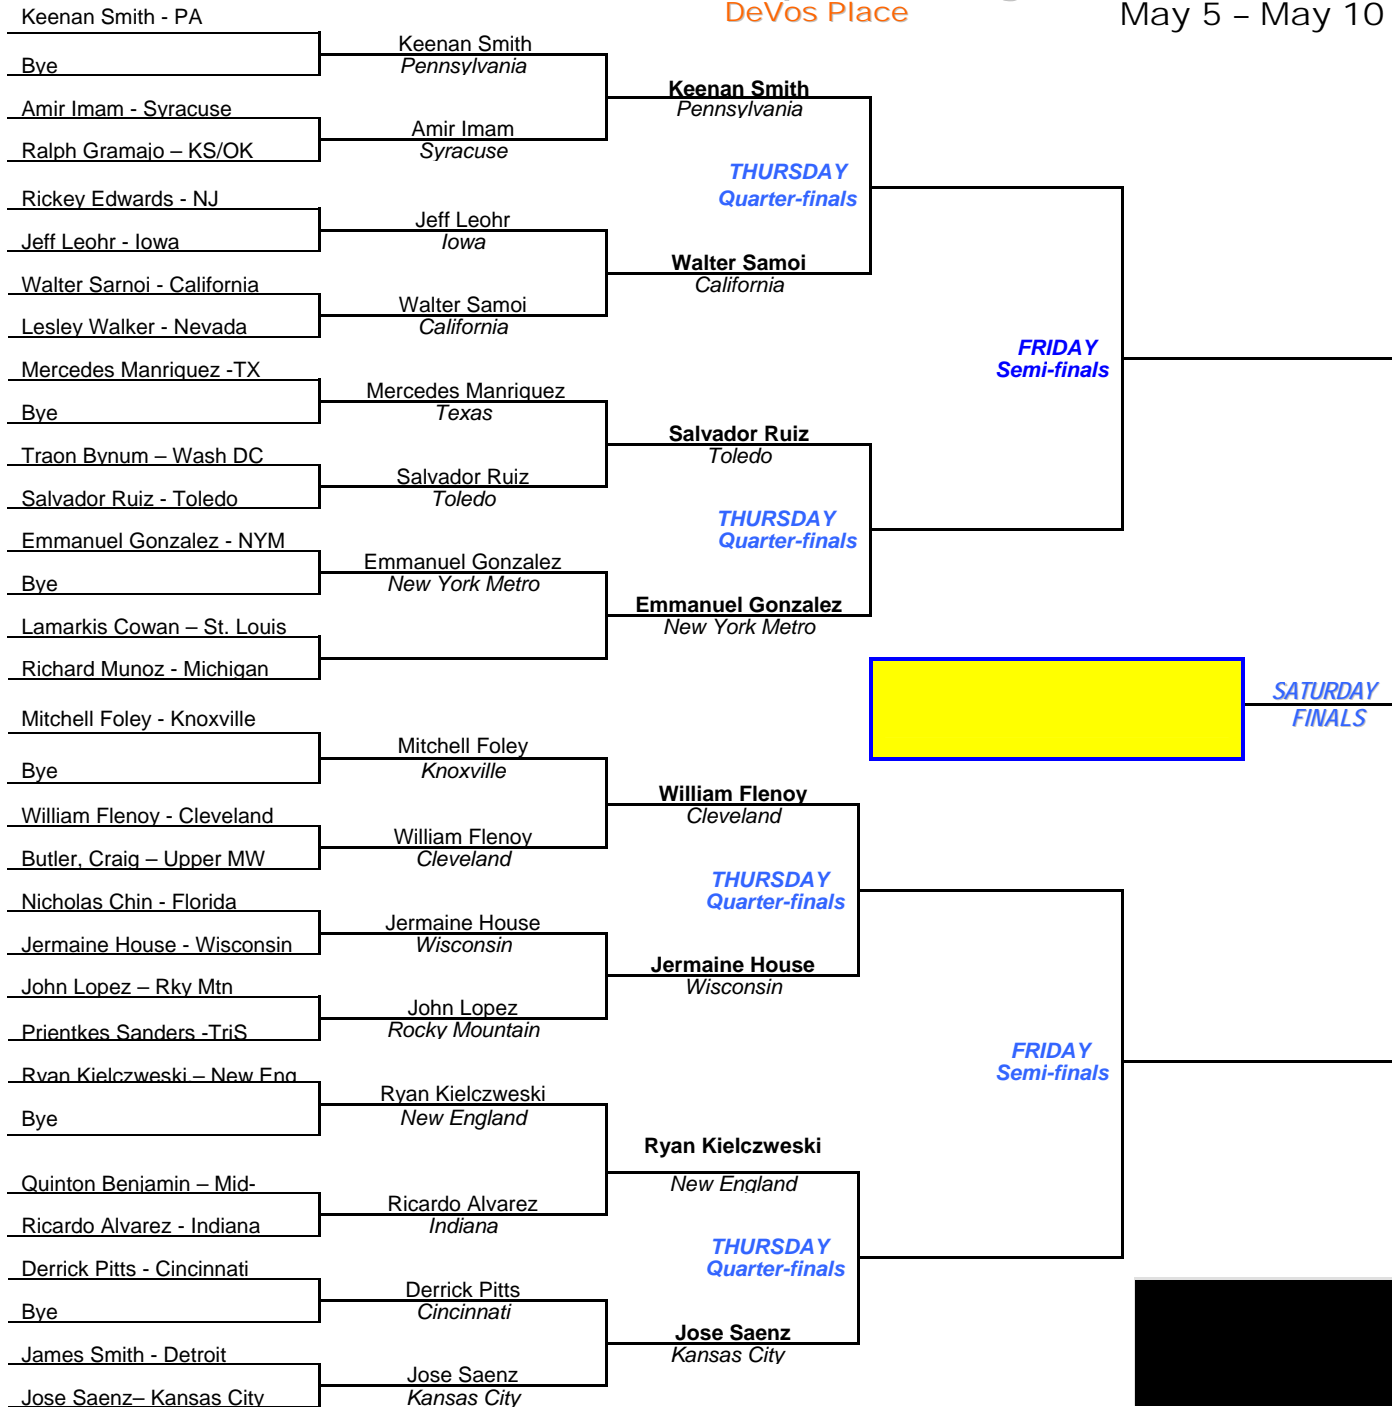 DeVos Place
May 5 – May 10
Keenan Smith - PA
Bye
Amir Imam - Syracuse
Ralph Gramajo – KS/OK
Rickey Edwards - NJ
Jeff Leohr - Iowa
Walter Sarnoi - California
Lesley Walker - Nevada
Mercedes Manriquez -TX
Bye
Traon Bynum – Wash DC
Salvador Ruiz - Toledo
Emmanuel Gonzalez - NYM
Bye
Lamarkis Cowan – St. Louis
Richard Munoz - Michigan
Mitchell Foley - Knoxville
Bye
William Flenoy - Cleveland
Butler, Craig – Upper MW
Nicholas Chin - Florida
Jermaine House - Wisconsin
John Lopez – Rky Mtn
Prientkes Sanders -TriS
Ryan Kielczweski – New Eng
Bye
Quinton Benjamin – Mid-
Ricardo Alvarez - Indiana
Derrick Pitts - Cincinnati
Bye
James Smith - Detroit
Jose Saenz– Kansas City
Keenan Smith
Pennsylvania
Amir Imam
Syracuse
Jeff Leohr
Iowa
Walter Samoi
California
Mercedes Manriquez
Texas
Salvador Ruiz
Toledo
Emmanuel Gonzalez
New York Metro
Mitchell Foley
Knoxville
William Flenoy
Cleveland
Jermaine House
Wisconsin
John Lopez
Rocky Mountain
Ryan Kielczweski
New England
Ricardo Alvarez
Indiana
Derrick Pitts
Cincinnati
Jose Saenz
Kansas City
Keenan Smith
Pennsylvania
THURSDAY
Quarter-finals
Walter Samoi
California
Salvador Ruiz
Toledo
THURSDAY
Quarter-finals
Emmanuel Gonzalez
New York Metro
William Flenoy
Cleveland
THURSDAY
Quarter-finals
Jermaine House
Wisconsin
Ryan Kielczweski
New England
THURSDAY
Quarter-finals
Jose Saenz
Kansas City
FRIDAY
Semi-finals
FRIDAY
Semi-finals
SATURDAY
FINALS